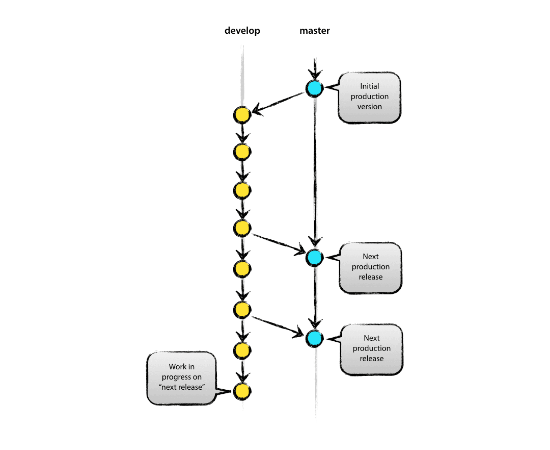 develop
master
Initial
production
version
Next
production
release
Next
production
release
Work in
progress on
“next release”